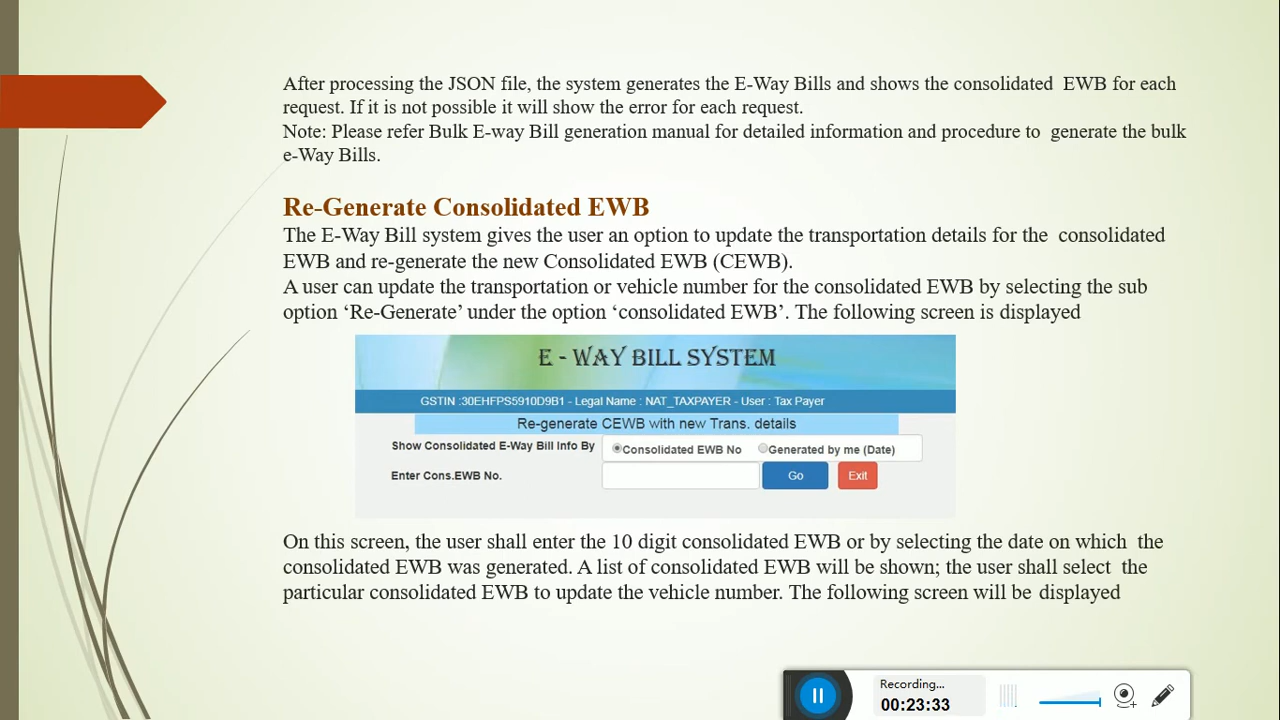 After processing the JSON file, the system generates the E-Way Bills and shows the consolidated EWB for each
request. If it is not possible it will show the error for each request.
Note: Please refer Bulk E-way Bill generation manual for detailed information and procedure to generate the bulk
e-Way Bills.
Re-Generate Consolidated EWB
The E-Way Bill system gives the user an option to update the transportation details for the consolidated
EWB and re-generate the new Consolidated EWB (CEWB).
A user can update the transportation or vehicle number for the consolidated EWB by selecting the sub
option ‘Re-Generate’ under the option ‘consolidated EWB’. The following screen is displayed
E - WAY BILL SYSTEM
GSTIN :30EHFPS5910D9B1 - Legal Name : NAT_TAXPAYER - User : Tax Payer
Re-generate CEWB with new Trans. details
Show Consolidated E-Way Bill Info By Consolidated EWB No Generated by me (Date)
Enter Cons.EWB No. Go Exit
On this screen, the user shall enter the 10 digit consolidated EWB or by selecting the date on which the
consolidated EWB was generated. A list of consolidated EWB will be shown; the user shall select the
particular consolidated EWB to update the vehicle number. The following screen will be displayed
Recording...
00:23:33